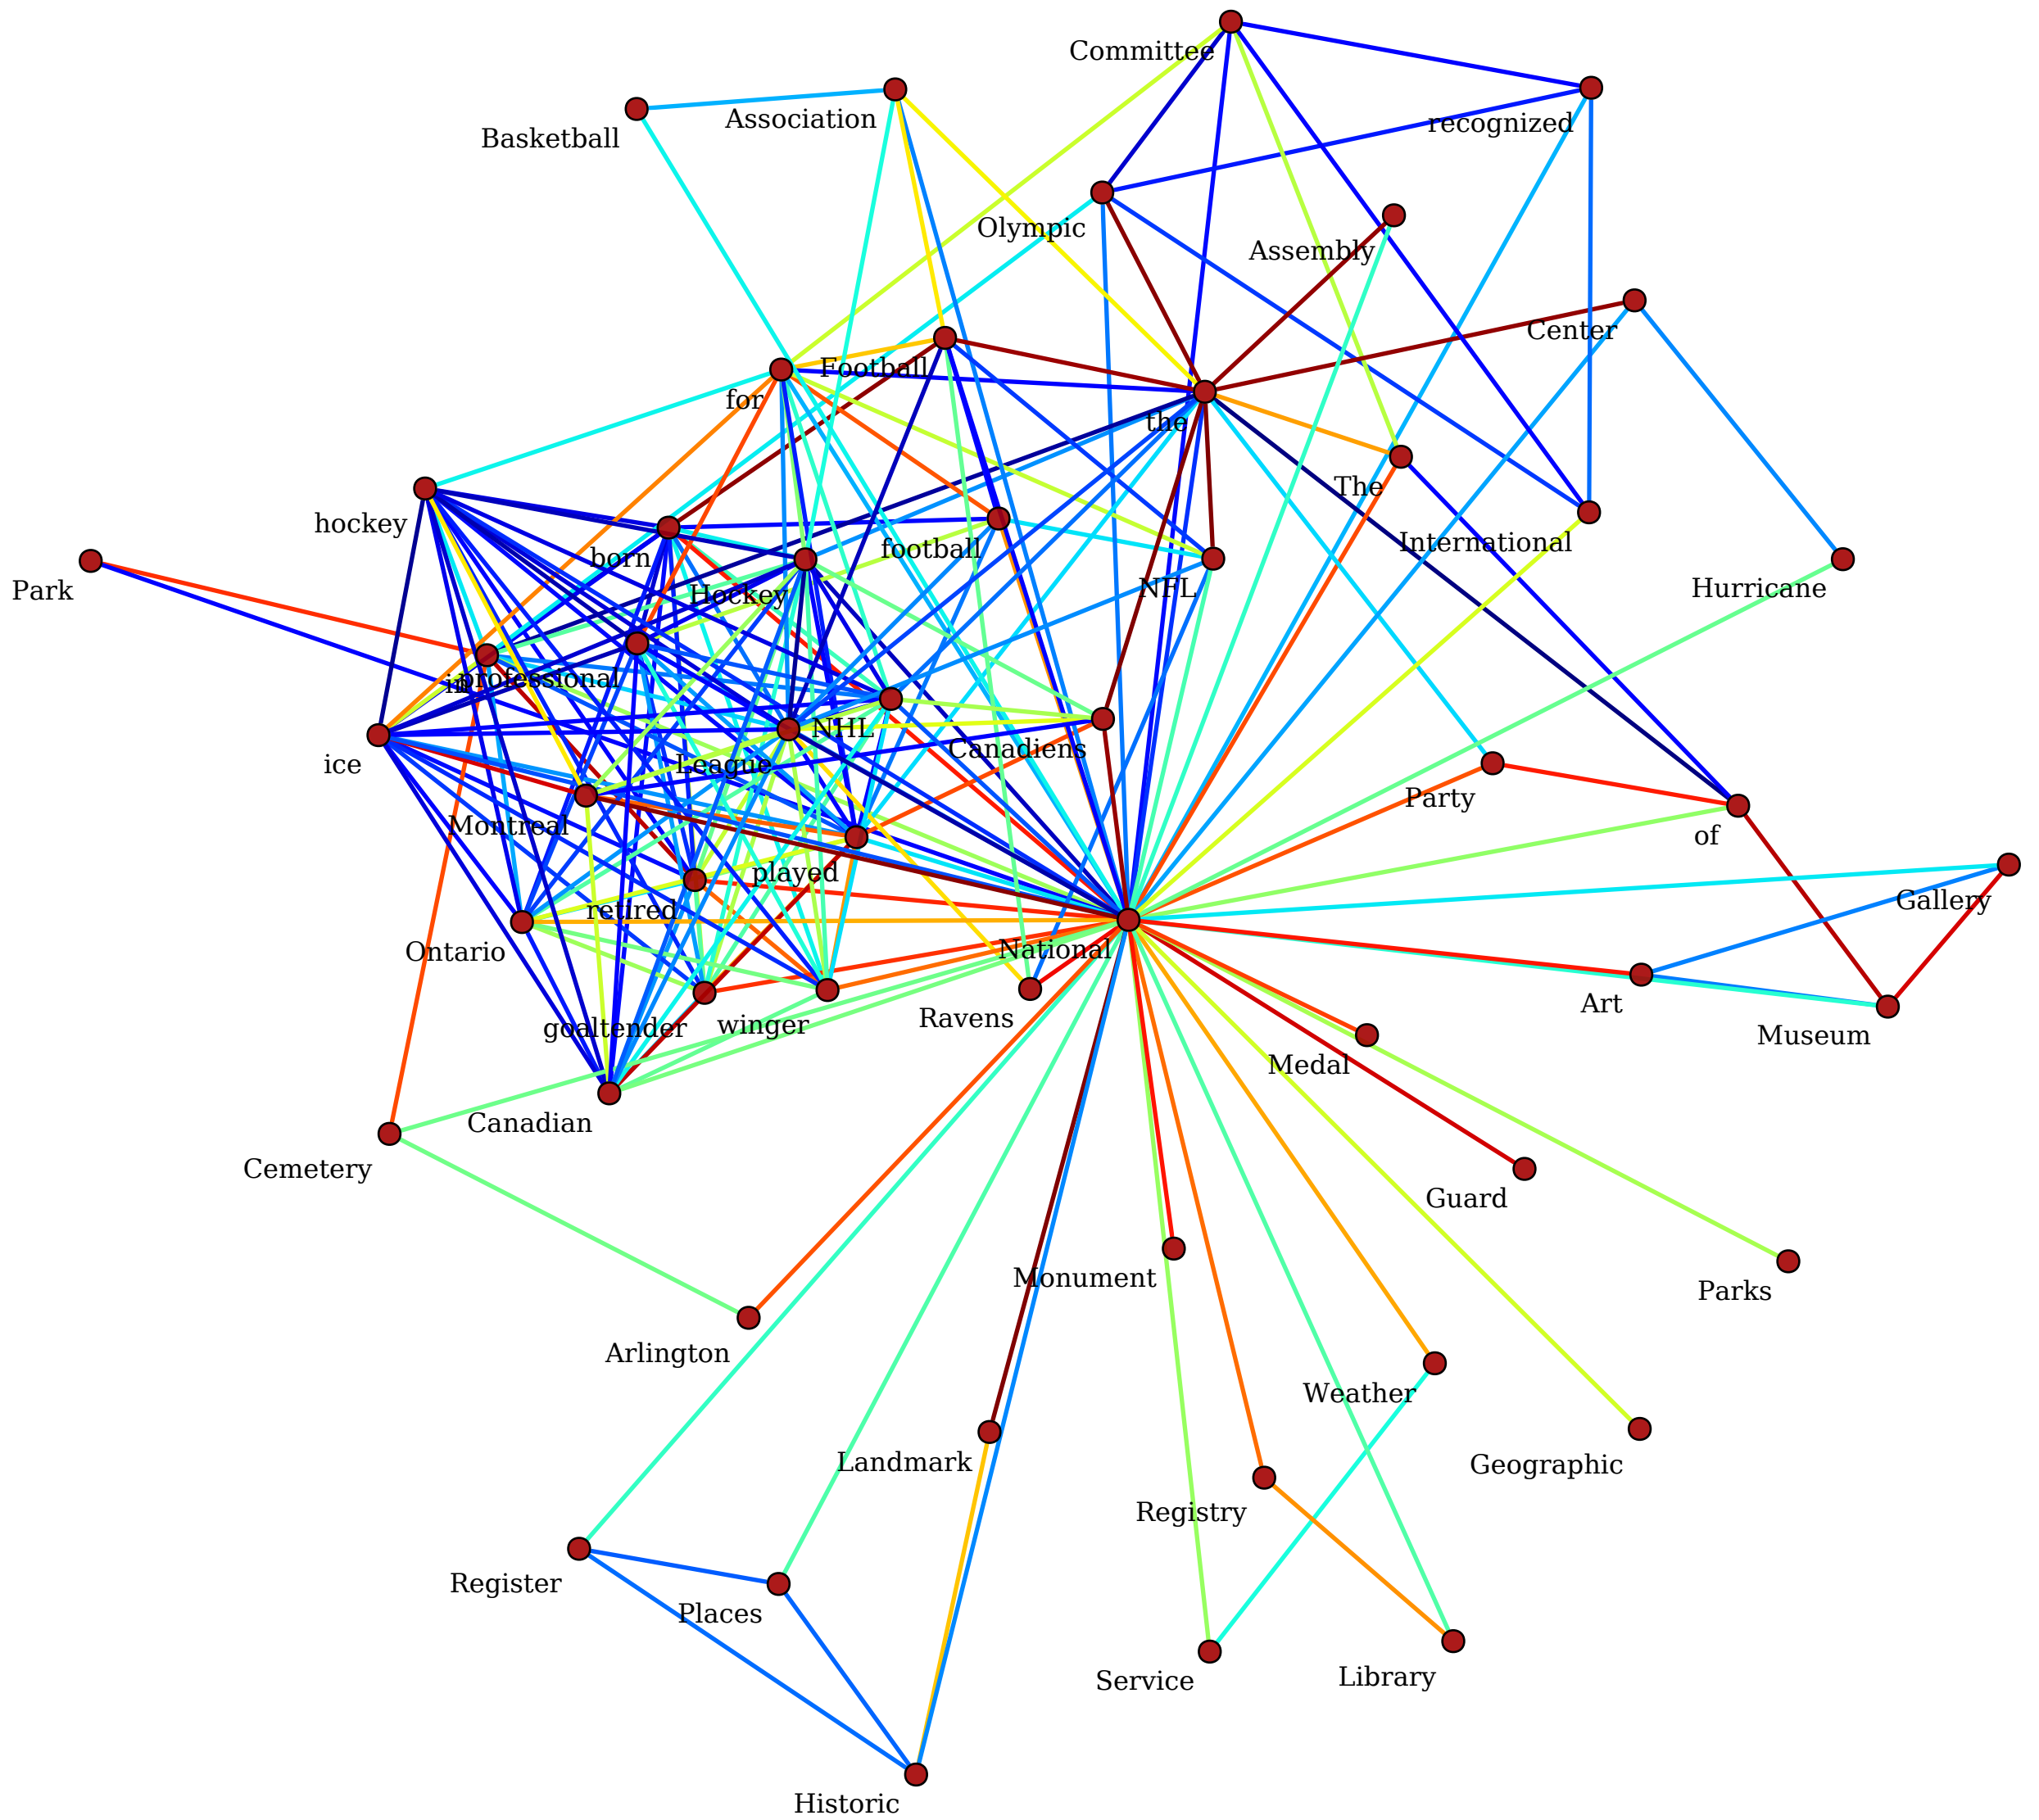 Committee
Association
recognized
Basketball
Olympic
Assembly
Center
Football
for
the
The
hockey
International
football
born
Hockey
NFL
Hurricane
Park
professional
in
NHL
Canadiens
League
ice
Party
Montreal
of
played
Gallery
retired
National
Ontario
Art
Ravens
winger
goaltender
Museum
Medal
Canadian
Cemetery
Guard
Monument
Parks
Arlington
Weather
Landmark
Geographic
Registry
Register
Places
Library
Service
Historic